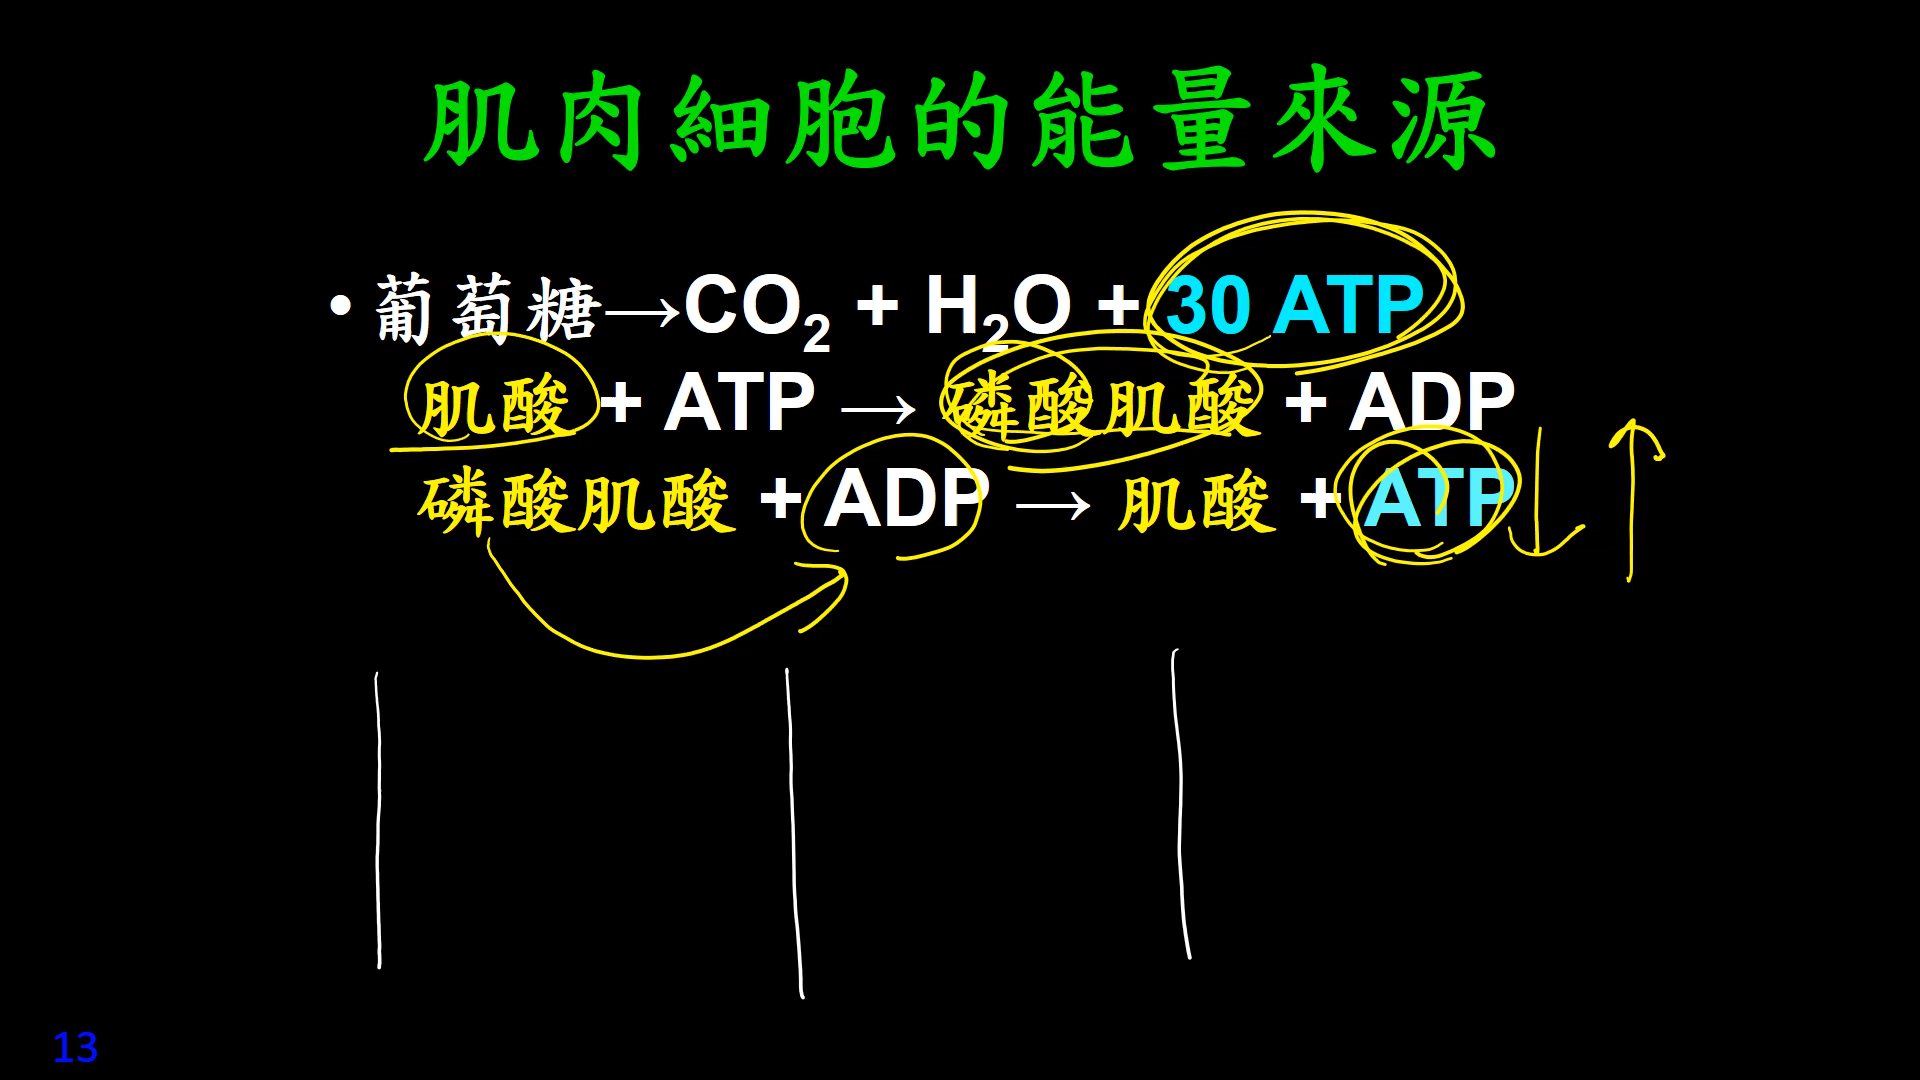 肌肉細胞的能量來源
• 葡萄糖→CO₂ + H₂O + 30 ATP
肌酸 + ATP → 磷酸肌酸 + ADP
磷酸肌酸 + ADP → 肌酸 + ATP
13